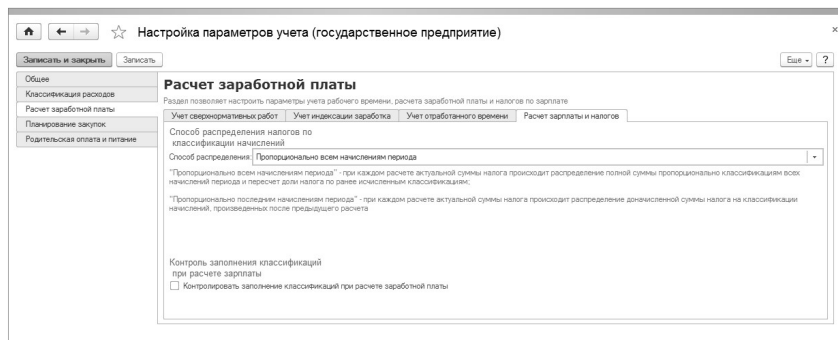 Настройка параметров учета (государственное предприятие)
Записать и закрыть
Записать
Еще
?
Общее
Классификация расходов
Расчет заработной платы
Планирование закупок
Родительская оплата и питание
Расчет заработной платы
Раздел позволяет настроить параметры учета рабочего времени, расчета заработной платы и налогов по зарплате
Учет сверхнормативных работ
Учет индексации заработка
Учет отработанного времени
Расчет зарплаты и налогов
Способ распределения налогов по
классификации начислений
Способ распределения: Пропорционально всем начислениям периода
"Пропорционально всем начислениям периода" - при каждом расчете актуальной суммы налога происходит распределение полной суммы пропорционально классификациям всех
начислений периода и пересчет доли налога по ранее исчисленным классификациям;
"Пропорционально последним начислениям периода" - при каждом расчете актуальной суммы налога происходит распределение доначисленной суммы налога на классификации
начислений, произведенных после предыдущего расчета
Контроль заполнения классификаций
при расчете зарплаты
Контролировать заполнение классификаций при расчете заработной платы